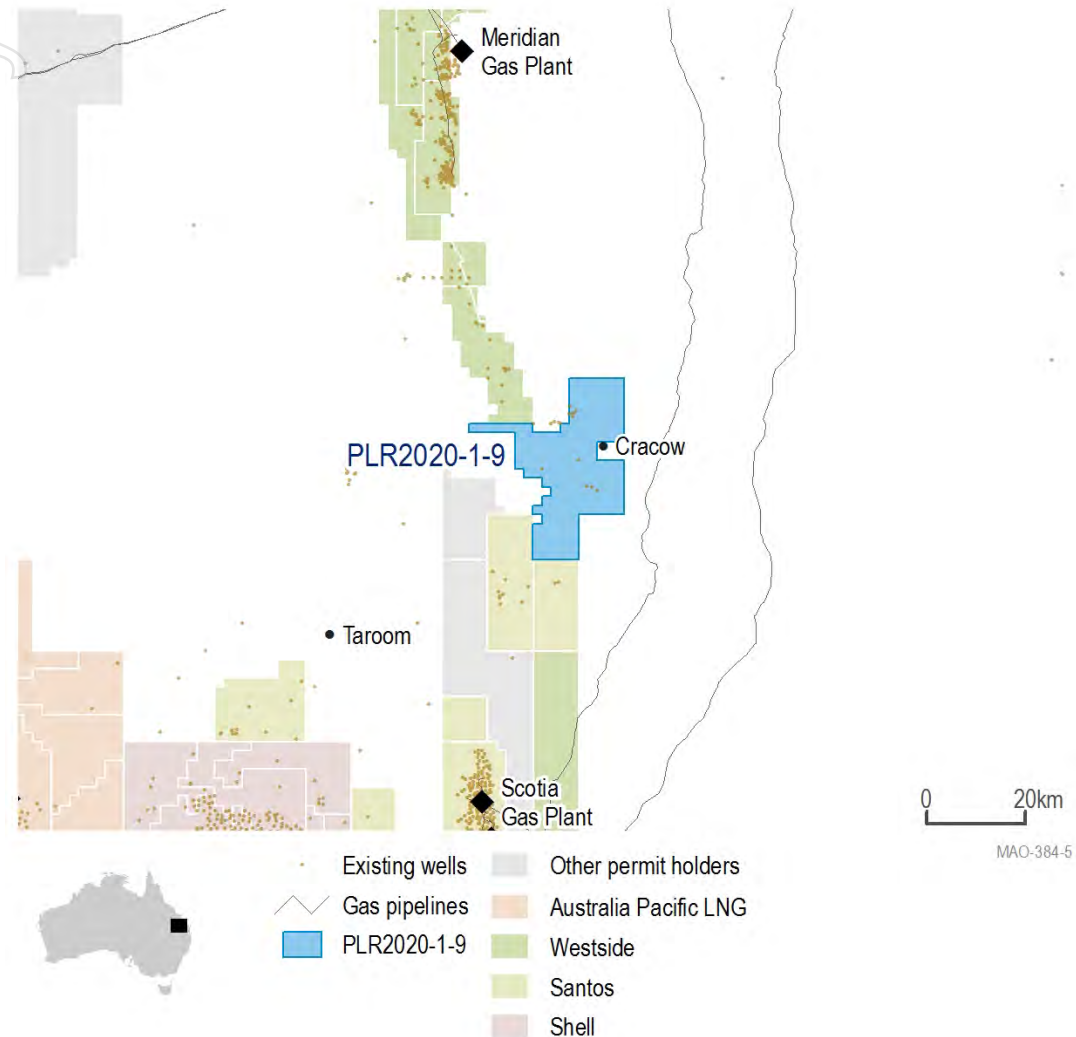 Meridian
Gas Plant
PLR2020-1-9
Cracow
Taroom
Scotia
Gas Plant
0 20km
MAO-384-5
Existing wells
Gas pipelines
PLR2020-1-9
Other permit holders
Australia Pacific LNG
Westside
Santos
Shell